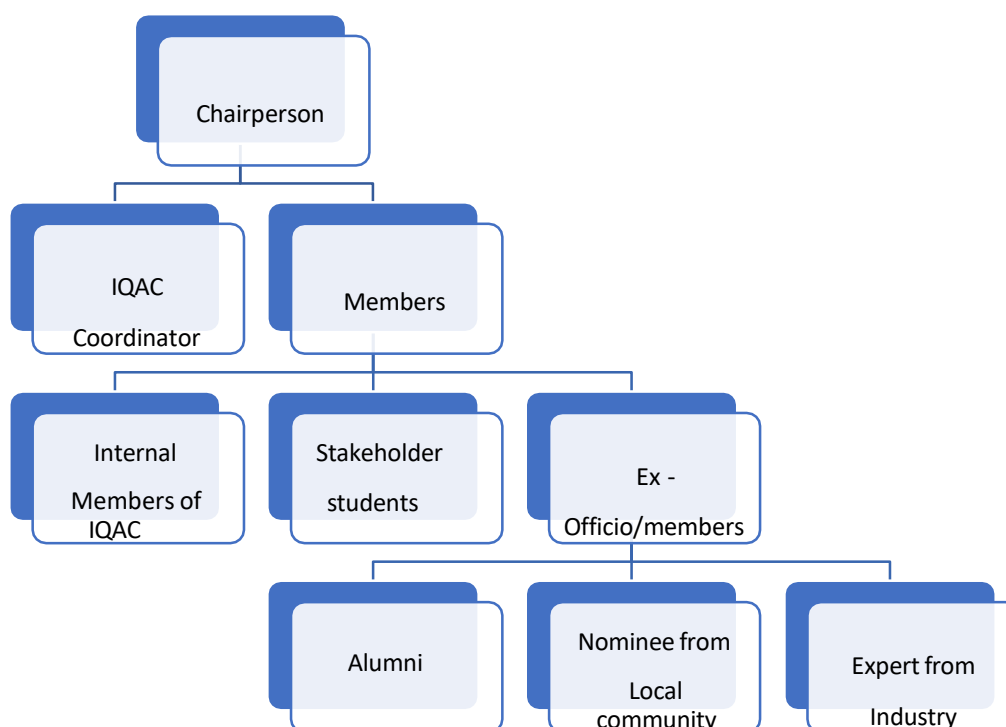 Chairperson
IQAC
Coordinator
Members
Internal
Members of
IQAC
Stakeholder
students
Ex -
Officio/members
Alumni
Nominee from
Local
community
Expert from
Industry